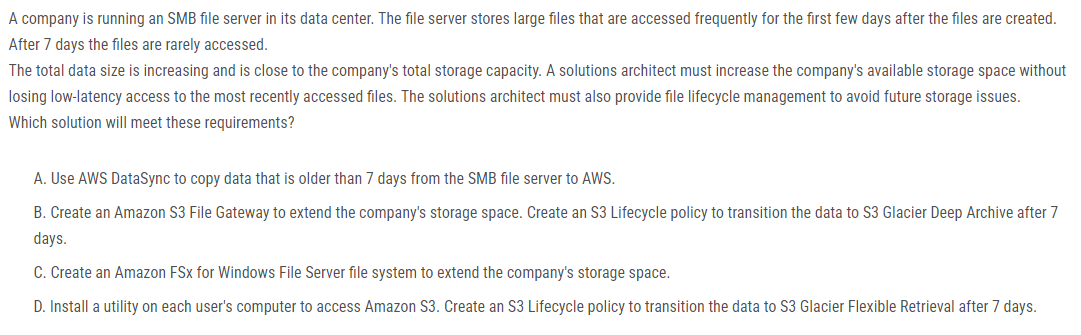 A company is running an SMB file server in its data center. The file server stores large files that are accessed frequently for the first few days after the files are created.
After 7 days the files are rarely accessed.
The total data size is increasing and is close to the company's total storage capacity. A solutions architect must increase the company's available storage space without
losing low-latency access to the most recently accessed files. The solutions architect must also provide file lifecycle management to avoid future storage issues.
Which solution will meet these requirements?
A. Use AWS DataSync to copy data that is older than 7 days from the SMB file server to AWS.
B. Create an Amazon S3 File Gateway to extend the company's storage space. Create an S3 Lifecycle policy to transition the data to S3 Glacier Deep Archive after 7
days.
C. Create an Amazon FSx for Windows File Server file system to extend the company's storage space.
D. Install a utility on each user's computer to access Amazon S3. Create an S3 Lifecycle policy to transition the data to S3 Glacier Flexible Retrieval after 7 days.